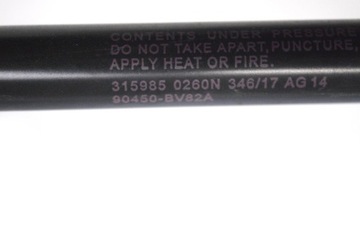 CONTENTS UNDER PRESSURE
DO NOT TAKE APART, PUNCTURE,
APPLY HEAT OR FIRE.
315985 0260N 346/17 AG 14
90450-BV82A